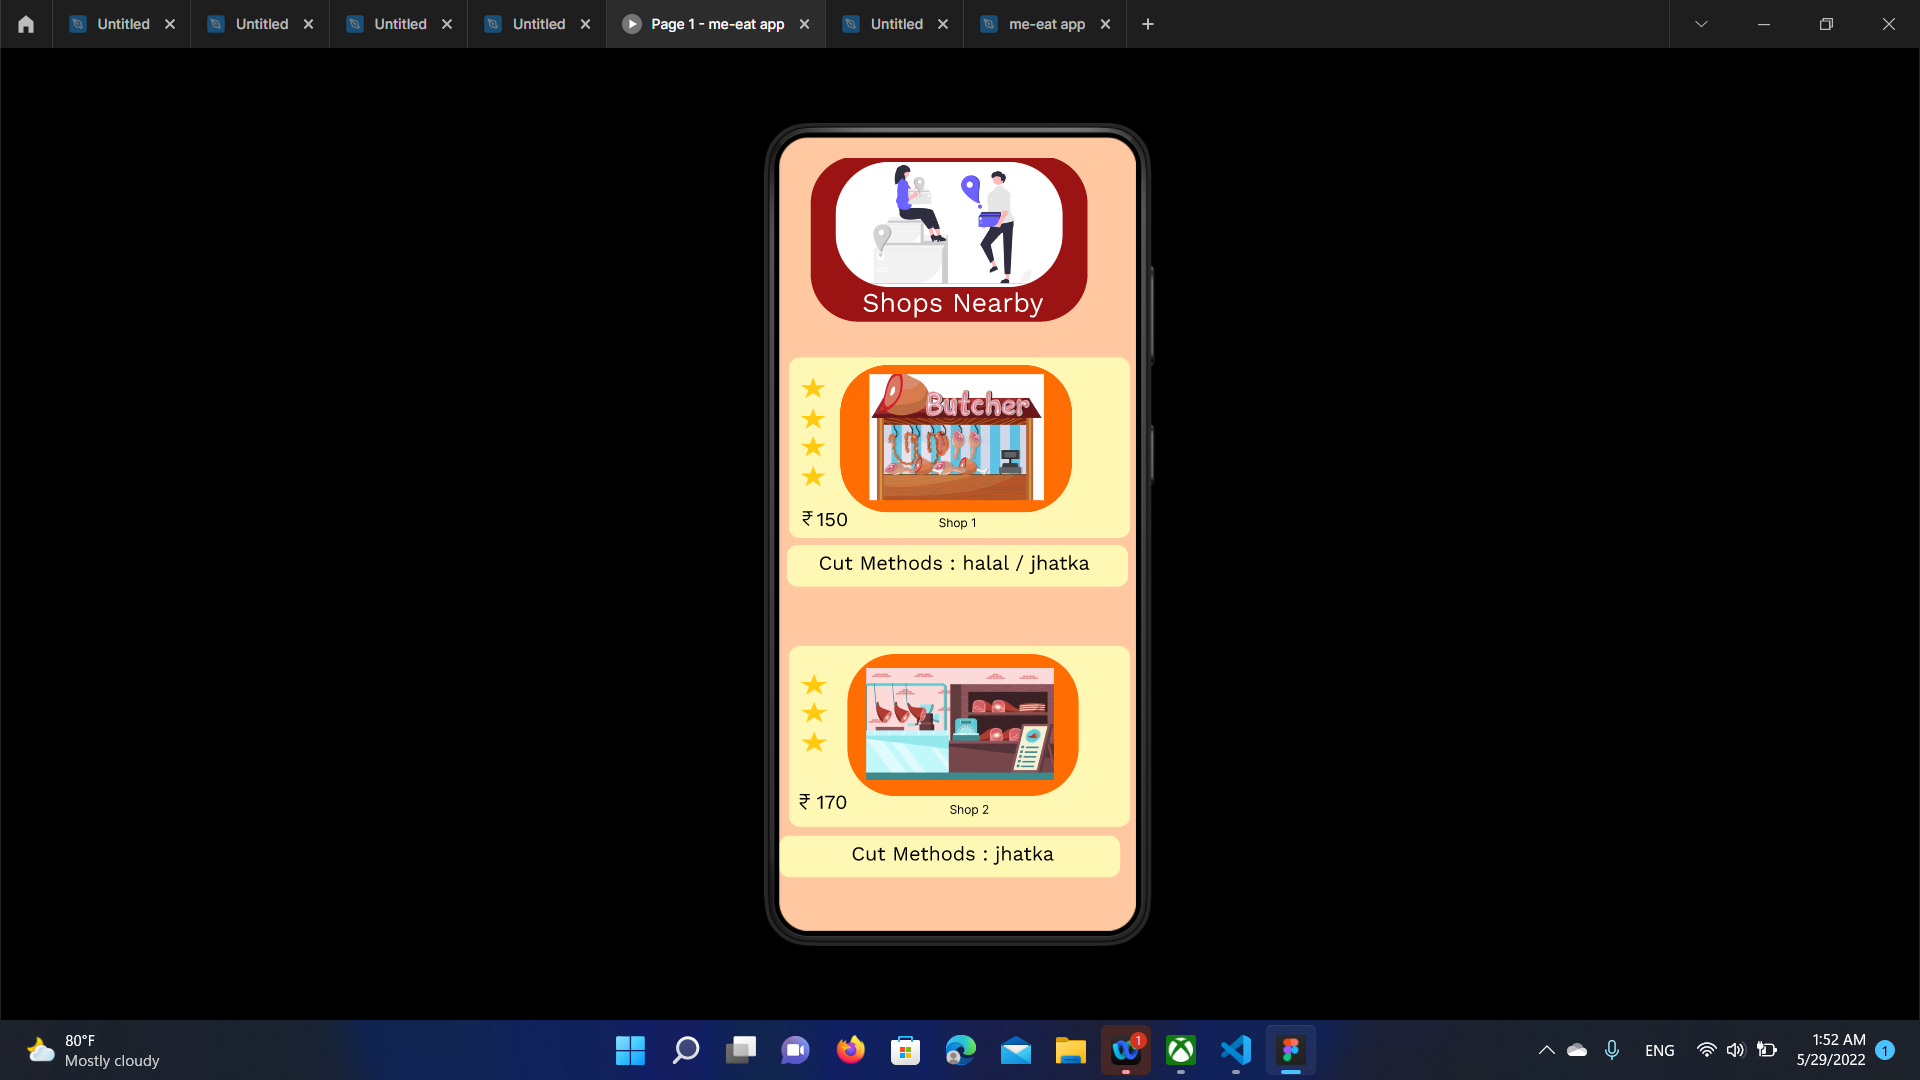 Untitled
Untitled
Untitled
Untitled
Page 1 - me-eat app
Untitled
me-eat app
Shops Nearby
Butcher
₹ 150
Shop 1
Cut Methods : halal / jhatka
₹ 170
Shop 2
Cut Methods : jhatka
80°F
Mostly cloudy
1
ENG
1:52 AM
5/29/2022
1